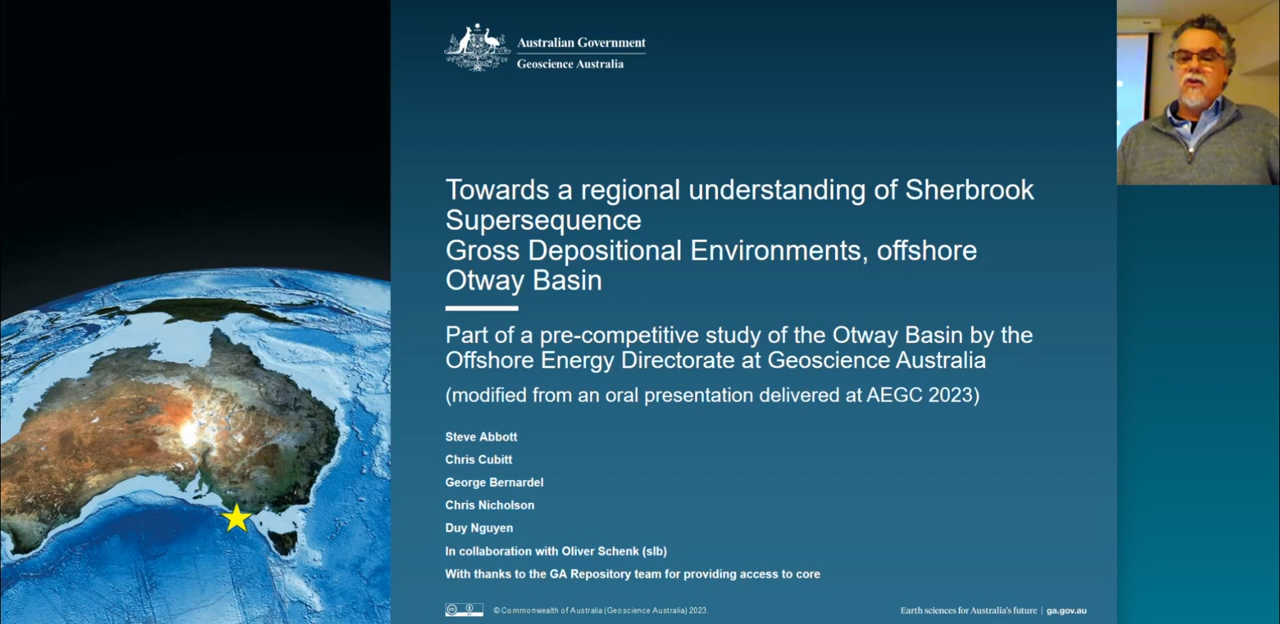 Australian Government
Geoscience Australia
Towards a regional understanding of Sherbrook
Supersequence
Gross Depositional Environments, offshore
Otway Basin
Part of a pre-competitive study of the Otway Basin by the
Offshore Energy Directorate at Geoscience Australia
(modified from an oral presentation delivered at AEGC 2023)
Steve Abbott
Chris Cubitt
George Bernardel
Chris Nicholson
Duy Nguyen
In collaboration with Oliver Schenk (slb)
With thanks to the GA Repository team for providing access to core
© Commonwealth of Australia (Geoscience Australia) 2023.
Earth sciences for Australia's future | ga.gov.au